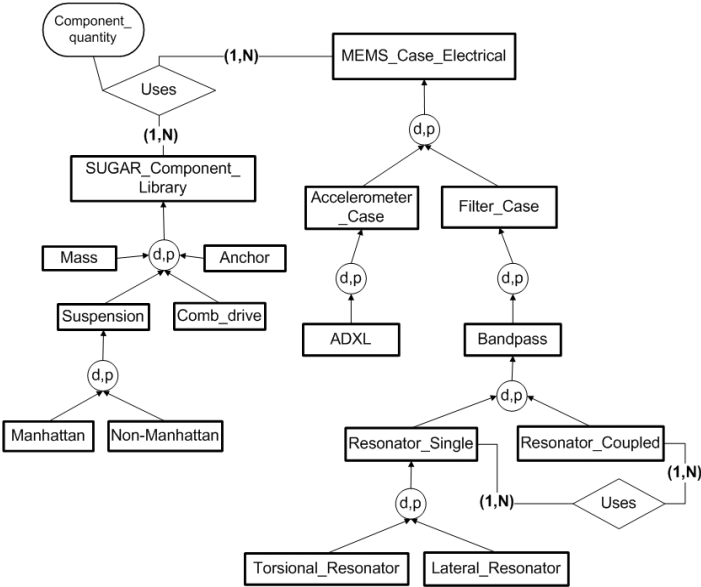 Component_
quantity
(1,N)
MEMS_Case_Electrical
Uses
d,p
(1,N)
SUGAR_Component_
Library
Accelerometer
_Case
Filter_Case
Mass
d,p
Anchor
d,p
d,p
Suspension
Comb_drive
ADXL
Bandpass
d,p
d,p
Manhattan
Non-Manhattan
Resonator_Single
Resonator_Coupled
(1,N)
d,p
(1,N)
Uses
Torsional_Resonator
Lateral_Resonator